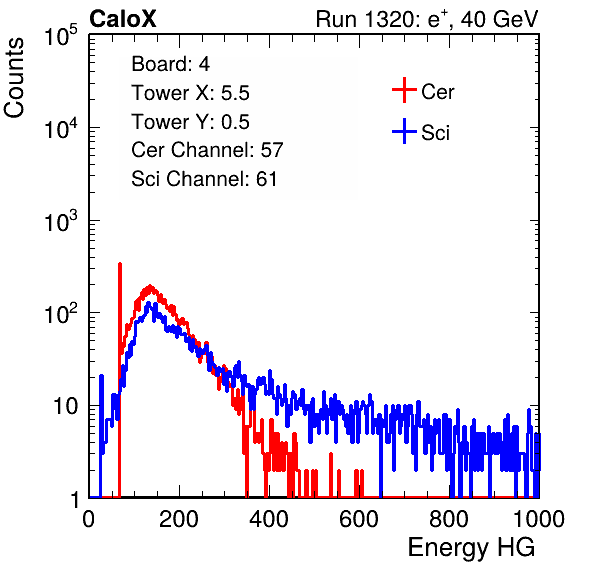 CaloX Run 1320: e⁺, 40 GeV
Counts
Board: 4
Tower X: 5.5
Tower Y: 0.5
Cer Channel: 57
Sci Channel: 61
Cer
Sci
10⁵
10⁴
10³
10²
10
1
0 200 400 600 800 1000
Energy HG